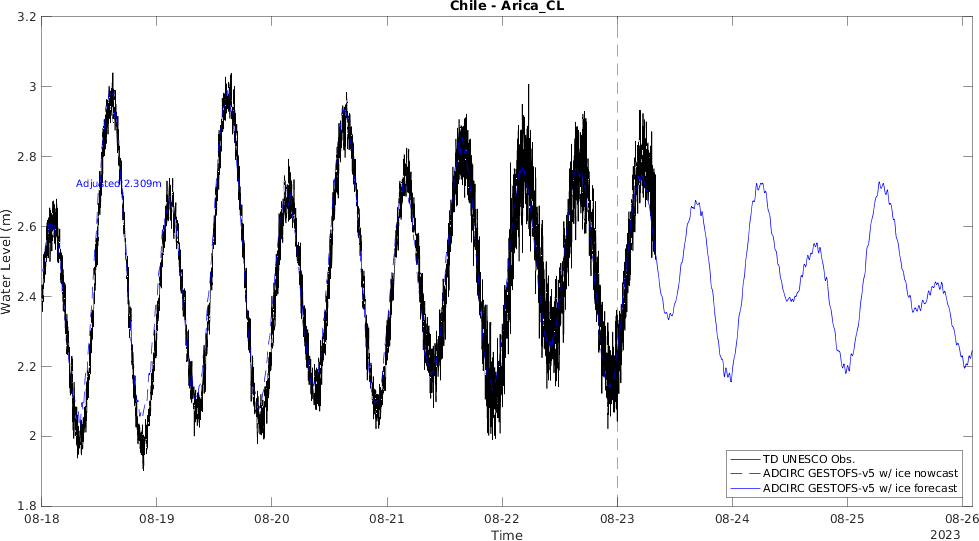 Chile - Arica_CL
3.2
3
2.8
2.6
2.4
2.2
2
1.8
Water Level (m)
Adjusted 2.309m
TD UNESCO Obs.
ADCIRC GESTOFS-v5 w/ ice nowcast
ADCIRC GESTOFS-v5 w/ ice forecast
08-18
08-19
08-20
08-21
08-22
08-23
08-24
08-25
08-26
Time
2023